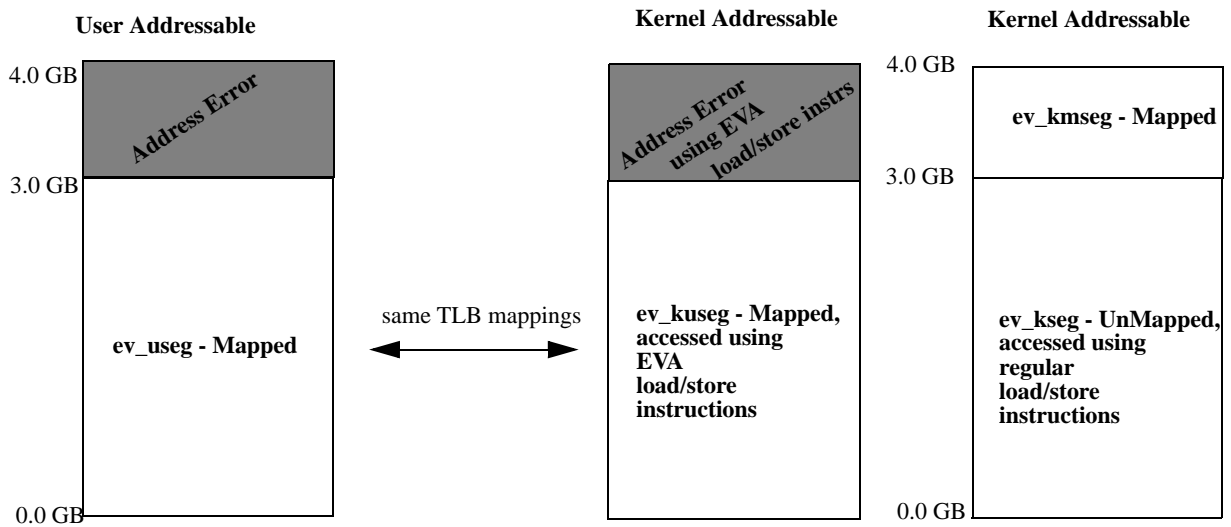 User Addressable
4.0 GB
Address Error
3.0 GB
ev_useg - Mapped
0.0 GB
same TLB mappings
Kernel Addressable
Address Error
using EVA
load/store instrs
ev_kuseg - Mapped,
accessed using
EVA
load/store
instructions
Kernel Addressable
4.0 GB
ev_kmseg - Mapped
3.0 GB
ev_kseg - UnMapped,
accessed using
regular
load/store
instructions
0.0 GB